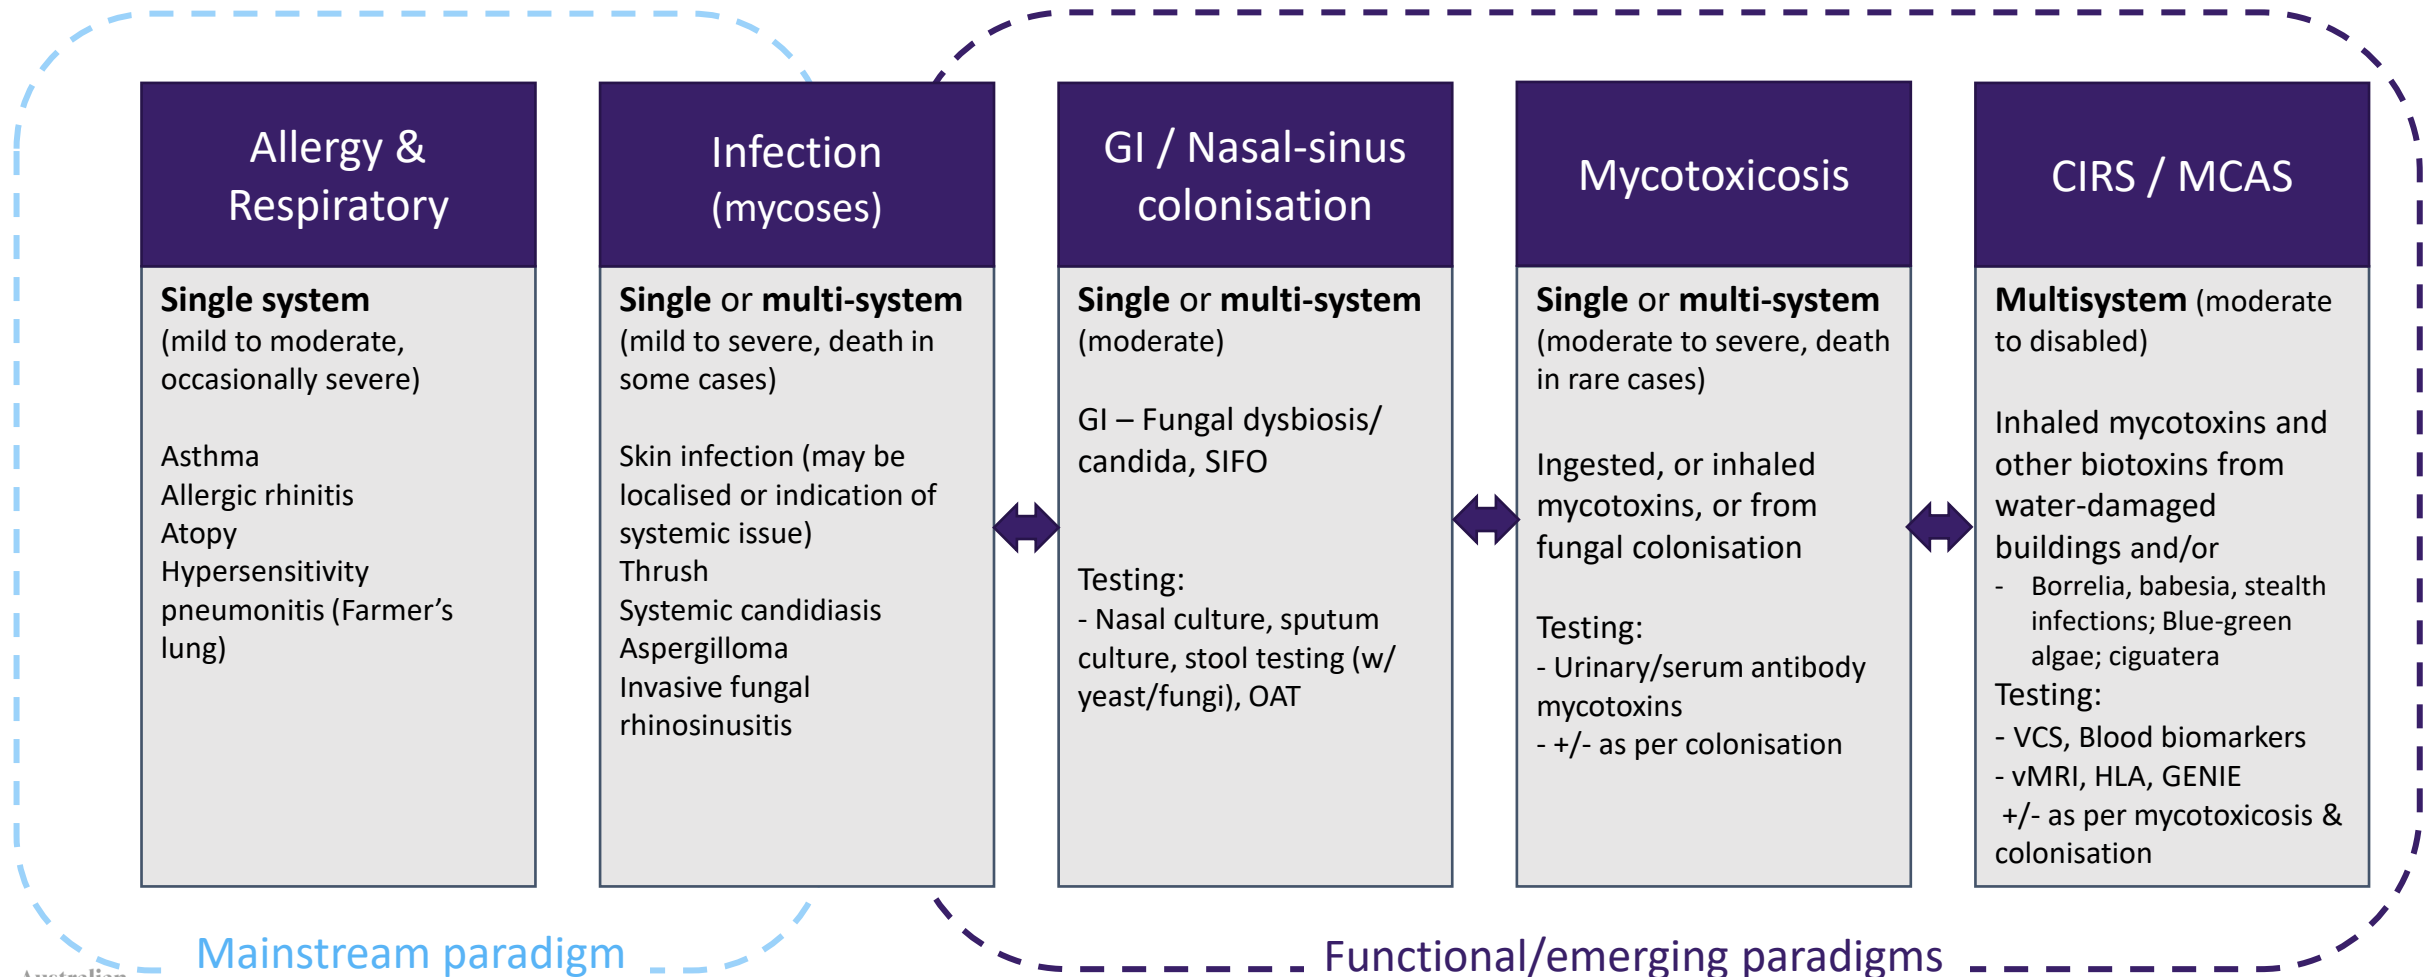 Allergy &
Respiratory
Single system
(mild to moderate,
occasionally severe)
Asthma
Allergic rhinitis
Atopy
Hypersensitivity
pneumonitis (Farmer's
lung)
Infection
(mycoses)
Single or multi-system
(mild to severe, death in
some cases)
Skin infection (may be
localised or indication of
systemic issue)
Thrush
Systemic candidiasis
Aspergilloma
Invasive fungal
rhinosinusitis
GI / Nasal-sinus
colonisation
Single or multi-system
(moderate)
GI – Fungal dysbiosis/
candida, SIFO
Testing:
- Nasal culture, sputum
culture, stool testing (w/
yeast/fungi), OAT
Mycotoxicosis
Single or multi-system
(moderate to severe, death
in rare cases)
Ingested, or inhaled
mycotoxins, or from
fungal colonisation
Testing:
- Urinary/serum antibody
mycotoxins
- +/- as per colonisation
CIRS / MCAS
Multisystem (moderate
to disabled)
Inhaled mycotoxins and
other biotoxins from
water-damaged
buildings and/or
- Borrelia, babesia, stealth
infections; Blue-green
algae; ciguatera
Testing:
- VCS, Blood biomarkers
- vMRI, HLA, GENIE
+/- as per mycotoxicosis &
colonisation
Mainstream paradigm
Functional/emerging paradigms
Australian